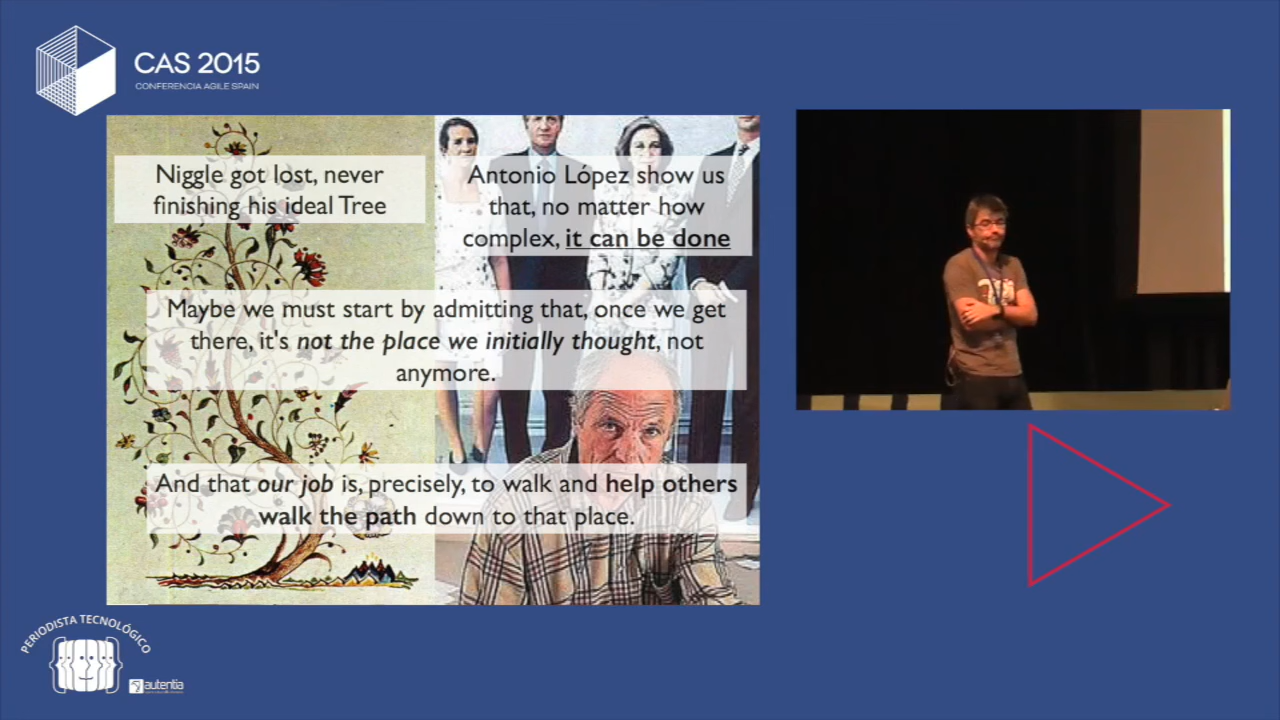 CAS 2015
CONFERENCIA AGILE SPAIN
Niggle got lost, never
finishing his ideal Tree
Antonio López show us
that, no matter how
complex, it can be done
Maybe we must start by admitting that, once we get
there, it's not the place we initially thought, not
anymore.
And that our job is, precisely, to walk and help others
walk the path down to that place.
PERIODISTA TECNOLÓGICO
autentia